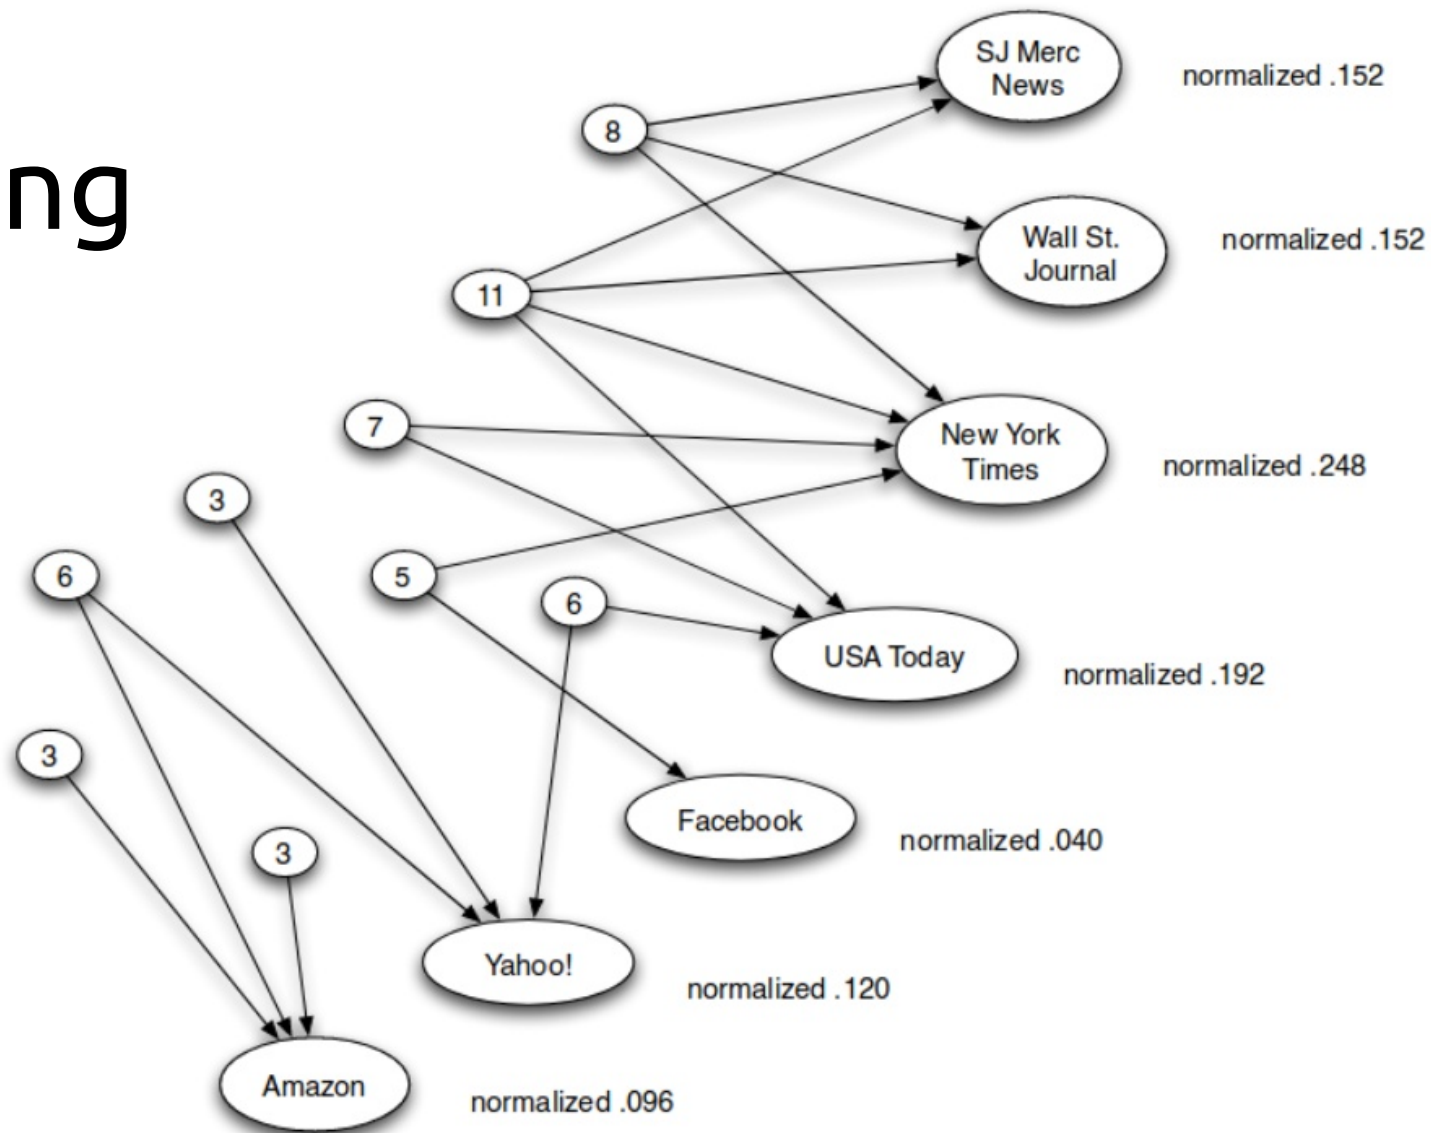 SJ Merc
News
normalized .152
8
ng
Wall St.
Journal
normalized .152
11
7
New York
Times
normalized .248
3
6
5
6
USA Today
normalized .192
3
Facebook
normalized .040
3
Yahoo!
normalized .120
Amazon
normalized .096